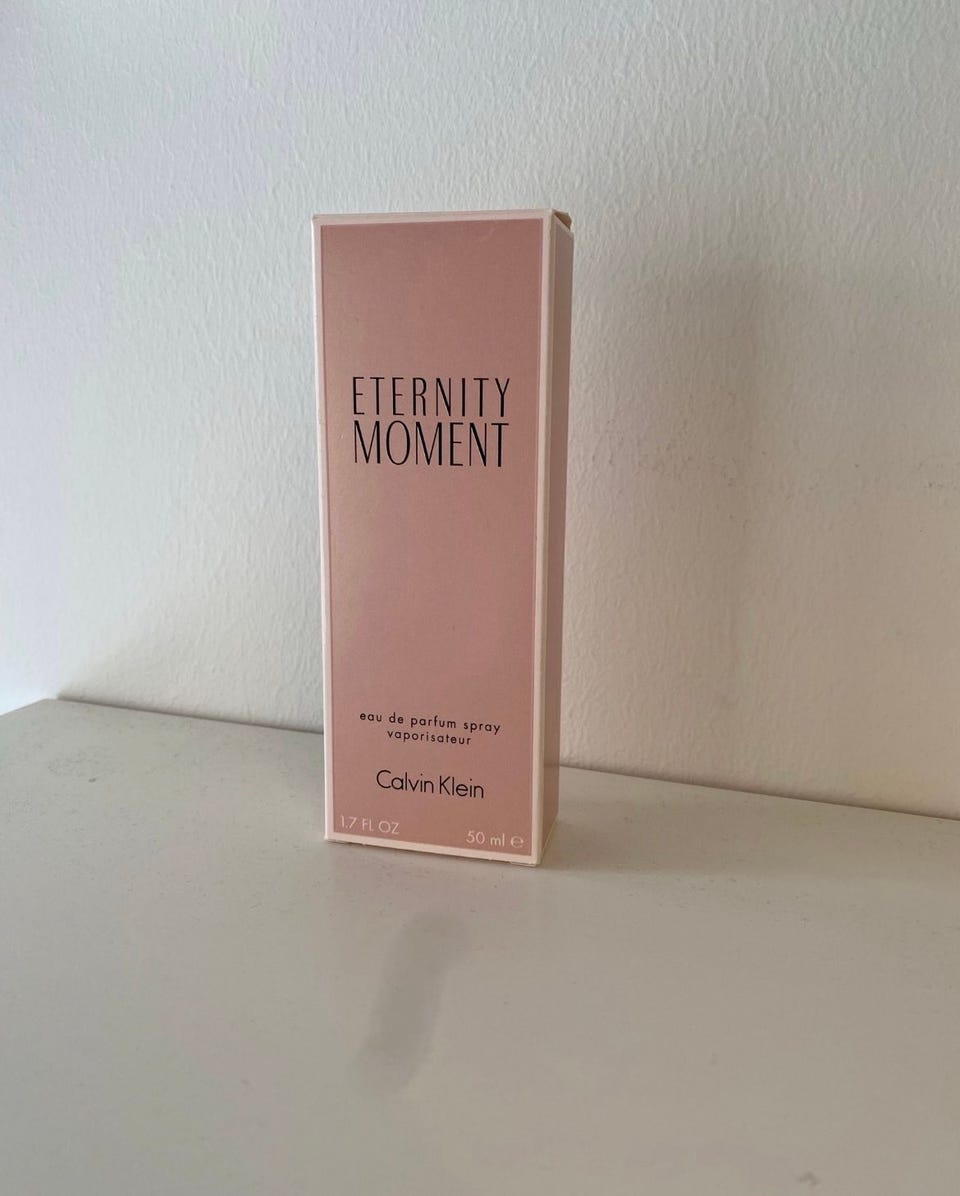 ETERNITY
MOMENT
eau de parfum spray
vaporisateur
Calvin Klein
1.7 FL OZ 50 ml ℮